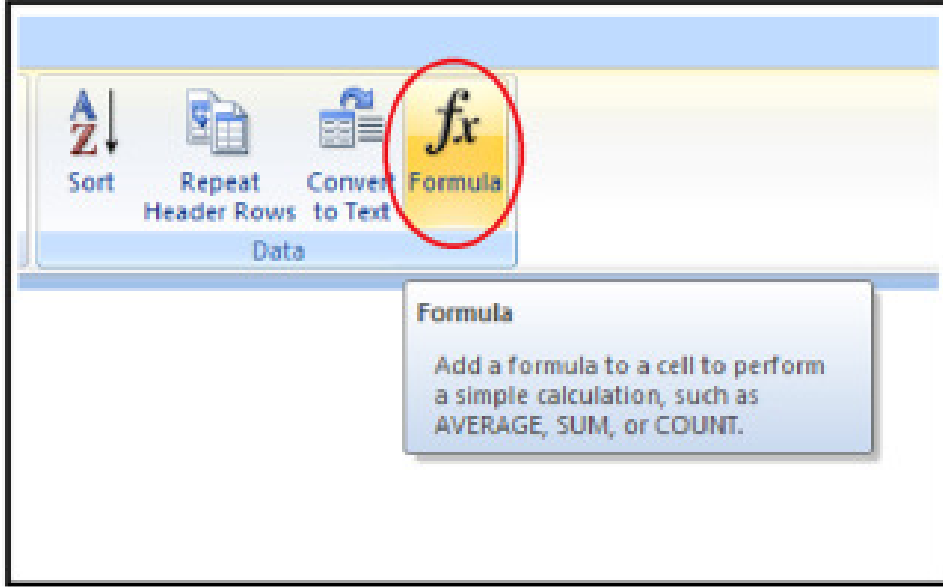 A
Z
fx
Sort
Repeat
Header Rows
Convert
to Text
Formula
Data
Formula
Add a formula to a cell to perform
a simple calculation, such as
AVERAGE, SUM, or COUNT.